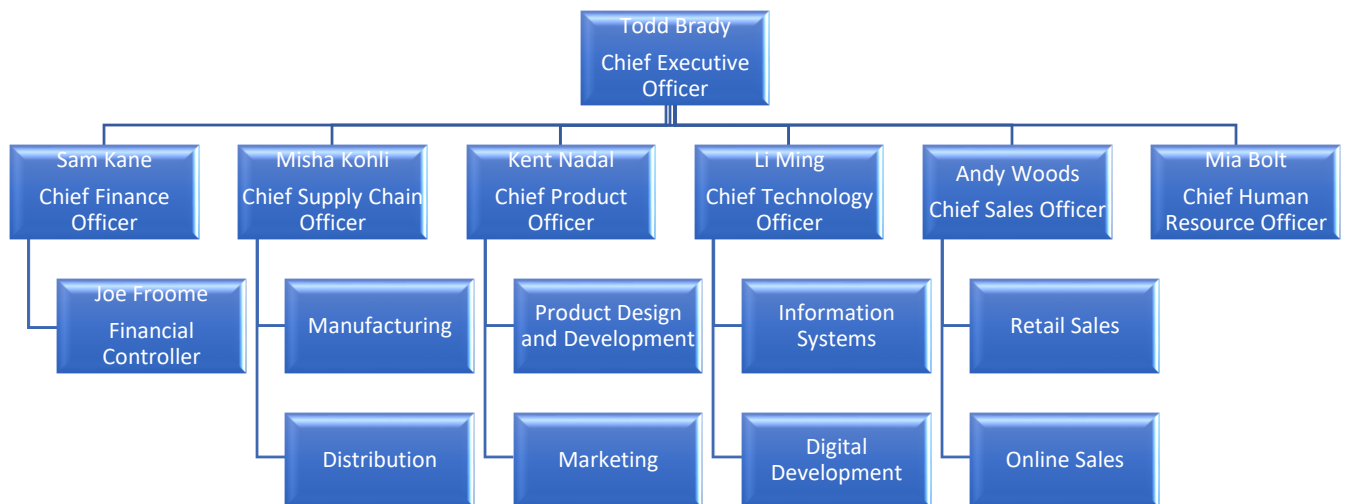 Todd Brady
Chief Executive
Officer
Sam Kane
Chief Finance
Officer
Misha Kohli
Chief Supply Chain
Officer
Kent Nadal
Chief Product
Officer
Li Ming
Chief Technology
Officer
Andy Woods
Chief Sales Officer
Mia Bolt
Chief Human
Resource Officer
Joe Froome
Financial
Controller
Manufacturing
Product Design
and Development
Information
Systems
Retail Sales
Distribution
Marketing
Digital
Development
Online Sales